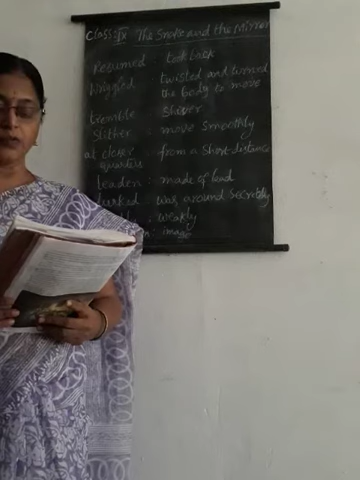 Class: IX The Snake and the Mirror
Resumed : took back
Wriggled : twisted and turned
the body to move
tremble : shiver
Slither : move smoothly
at closer : from a short distance
quarters
Leaden : made of lead
Lurked : was around secretly
: weakly
: image